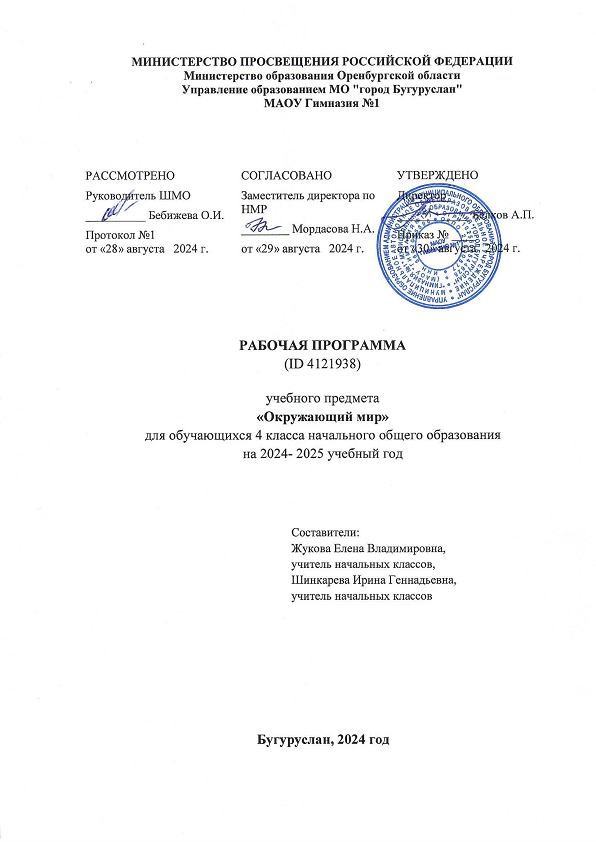 МИНИСТЕРСТВО ПРОСВЕЩЕНИЯ РОССИЙСКОЙ ФЕДЕРАЦИИ
Министерство образования Оренбургской области
Управление образованием МО "город Бугуруслан"
МАОУ Гимназия №1
РАССМОТРЕНО
Руководитель ШМО
Бебижева О.И.
Протокол №1
от «28» августа 2024 г.
СОГЛАСОВАНО
Заместитель директора по
НМР
Мордасова Н.А.
от «29» августа 2024 г.
УТВЕРЖДЕНО
Директор
А.П.
Приказ №
от «30» августа 2024 г.
РАБОЧАЯ ПРОГРАММА
(ID 4121938)
учебного предмета
«Окружающий мир»
для обучающихся 4 класса начального общего образования
на 2024- 2025 учебный год
Составители:
Жукова Елена Владимировна,
учитель начальных классов,
Шинкарева Ирина Геннадьевна,
учитель начальных классов
Бугуруслан, 2024 год